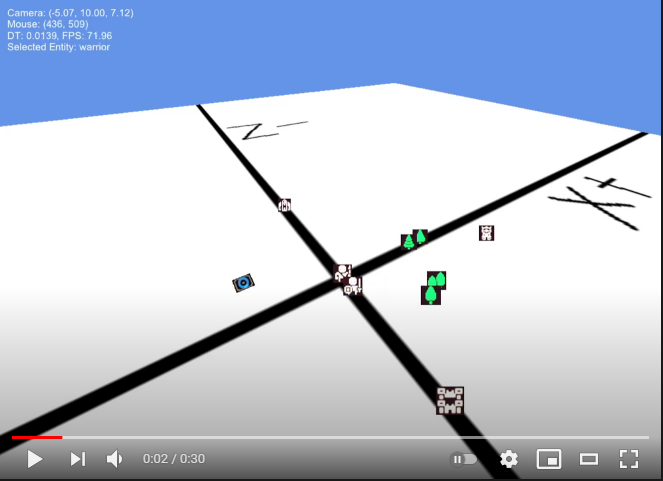 Camera: (-5.07, 10.00, 7.12)
Mouse: (436, 509)
DT: 0.0139, FPS: 71.96
Selected Entity: warrior
Z-
X+
0:02 / 0:30